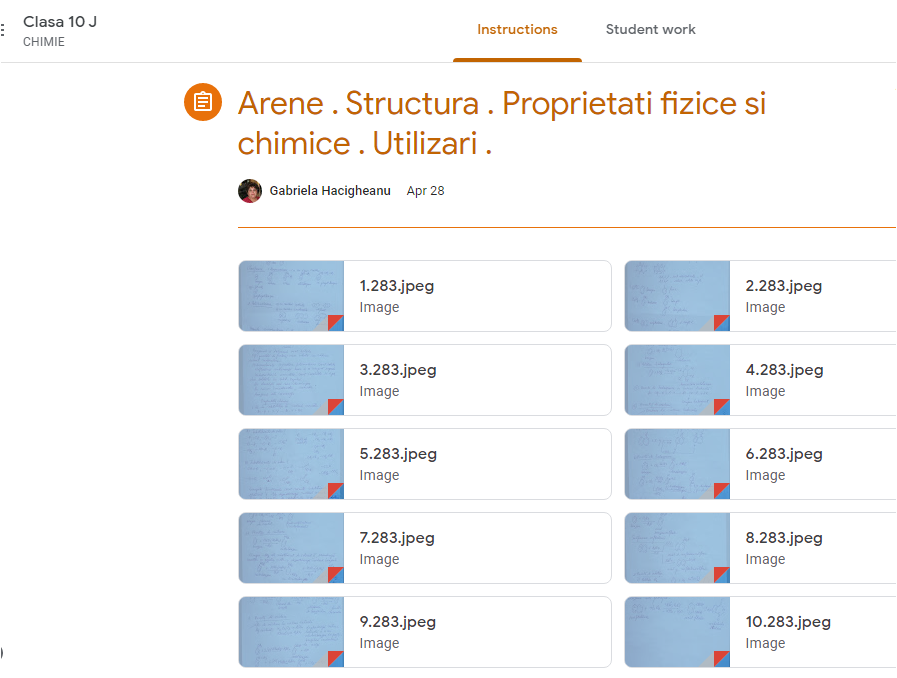 Clasa 10 J
CHIMIE
Instructions
Student work
Arene . Structura . Proprietati fizice si
chimice . Utilizari .
Gabriela Hacigheanu
Apr 28
1.283.jpeg
Image
2.283.jpeg
Image
3.283.jpeg
Image
4.283.jpeg
Image
5.283.jpeg
Image
6.283.jpeg
Image
7.283.jpeg
Image
8.283.jpeg
Image
9.283.jpeg
Image
10.283.jpeg
Image